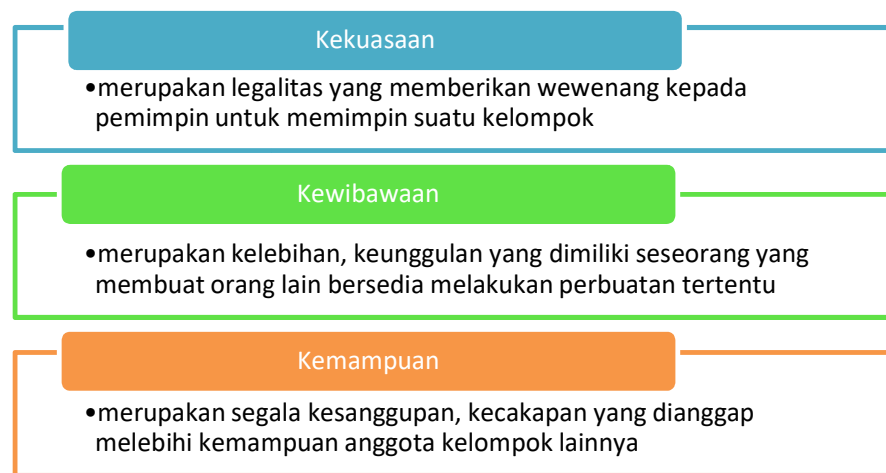 Kekuasaan
•merupakan legalitas yang memberikan wewenang kepada
pemimpin untuk memimpin suatu kelompok
Kewibawaan
•merupakan kelebihan, keunggulan yang dimiliki seseorang yang
membuat orang lain bersedia melakukan perbuatan tertentu
Kemampuan
•merupakan segala kesanggupan, kecakapan yang dianggap
melebihi kemampuan anggota kelompok lainnya